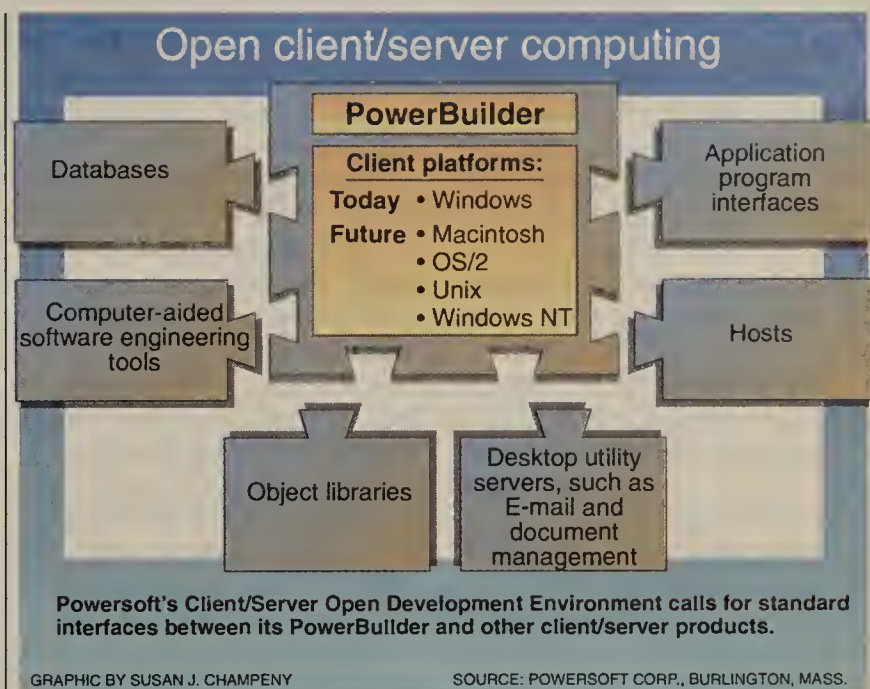 Open client/server computing
PowerBuilder
Client platforms:
Today • Windows
Future • Macintosh
• OS/2
• Unix
• Windows NT
Databases
Computer-aided
software engineering
tools
Application
program
interfaces
Hosts
Object libraries
Desktop utility
servers, such as
E-mail and
document
management
Powersoft's Client/Server Open Development Environment calls for standard
interfaces between its PowerBuilder and other client/server products.
GRAPHIC BY SUSAN J. CHAMPENY
SOURCE: POWERSOFT CORP., BURLINGTON, MASS.